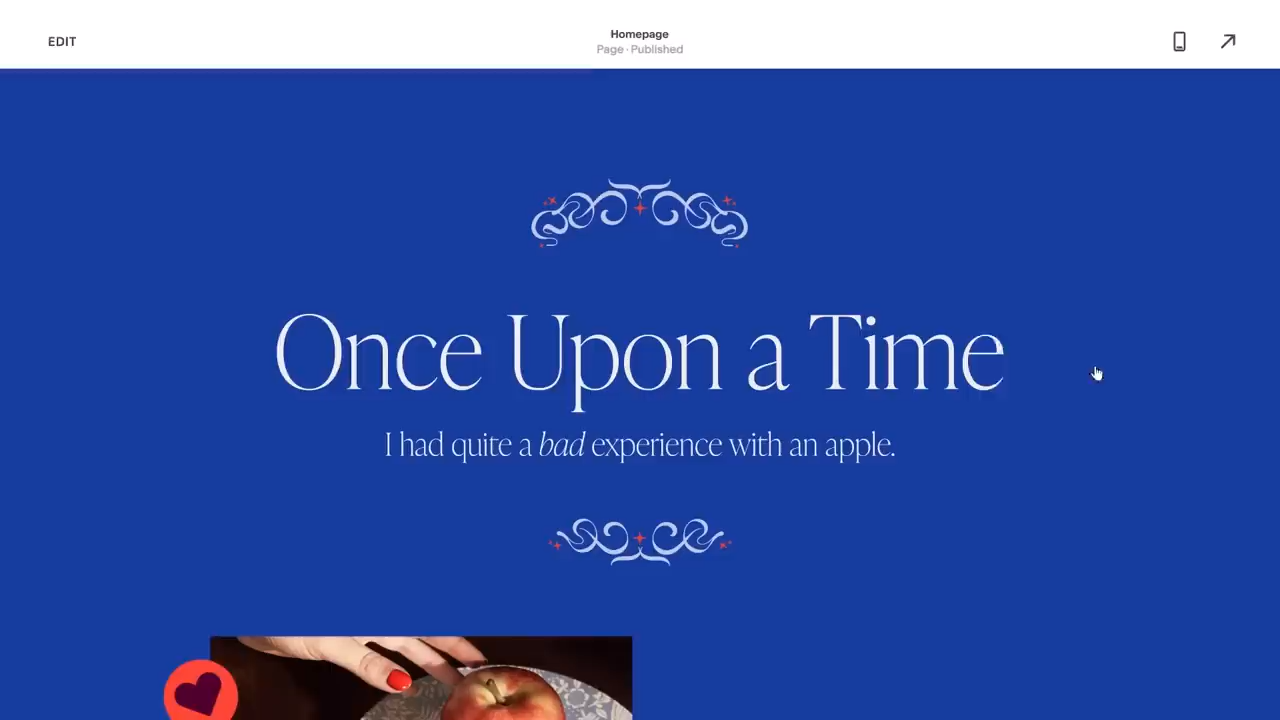 EDIT
Homepage
Page · Published
Once Upon a Time
I had quite a bad experience with an apple.